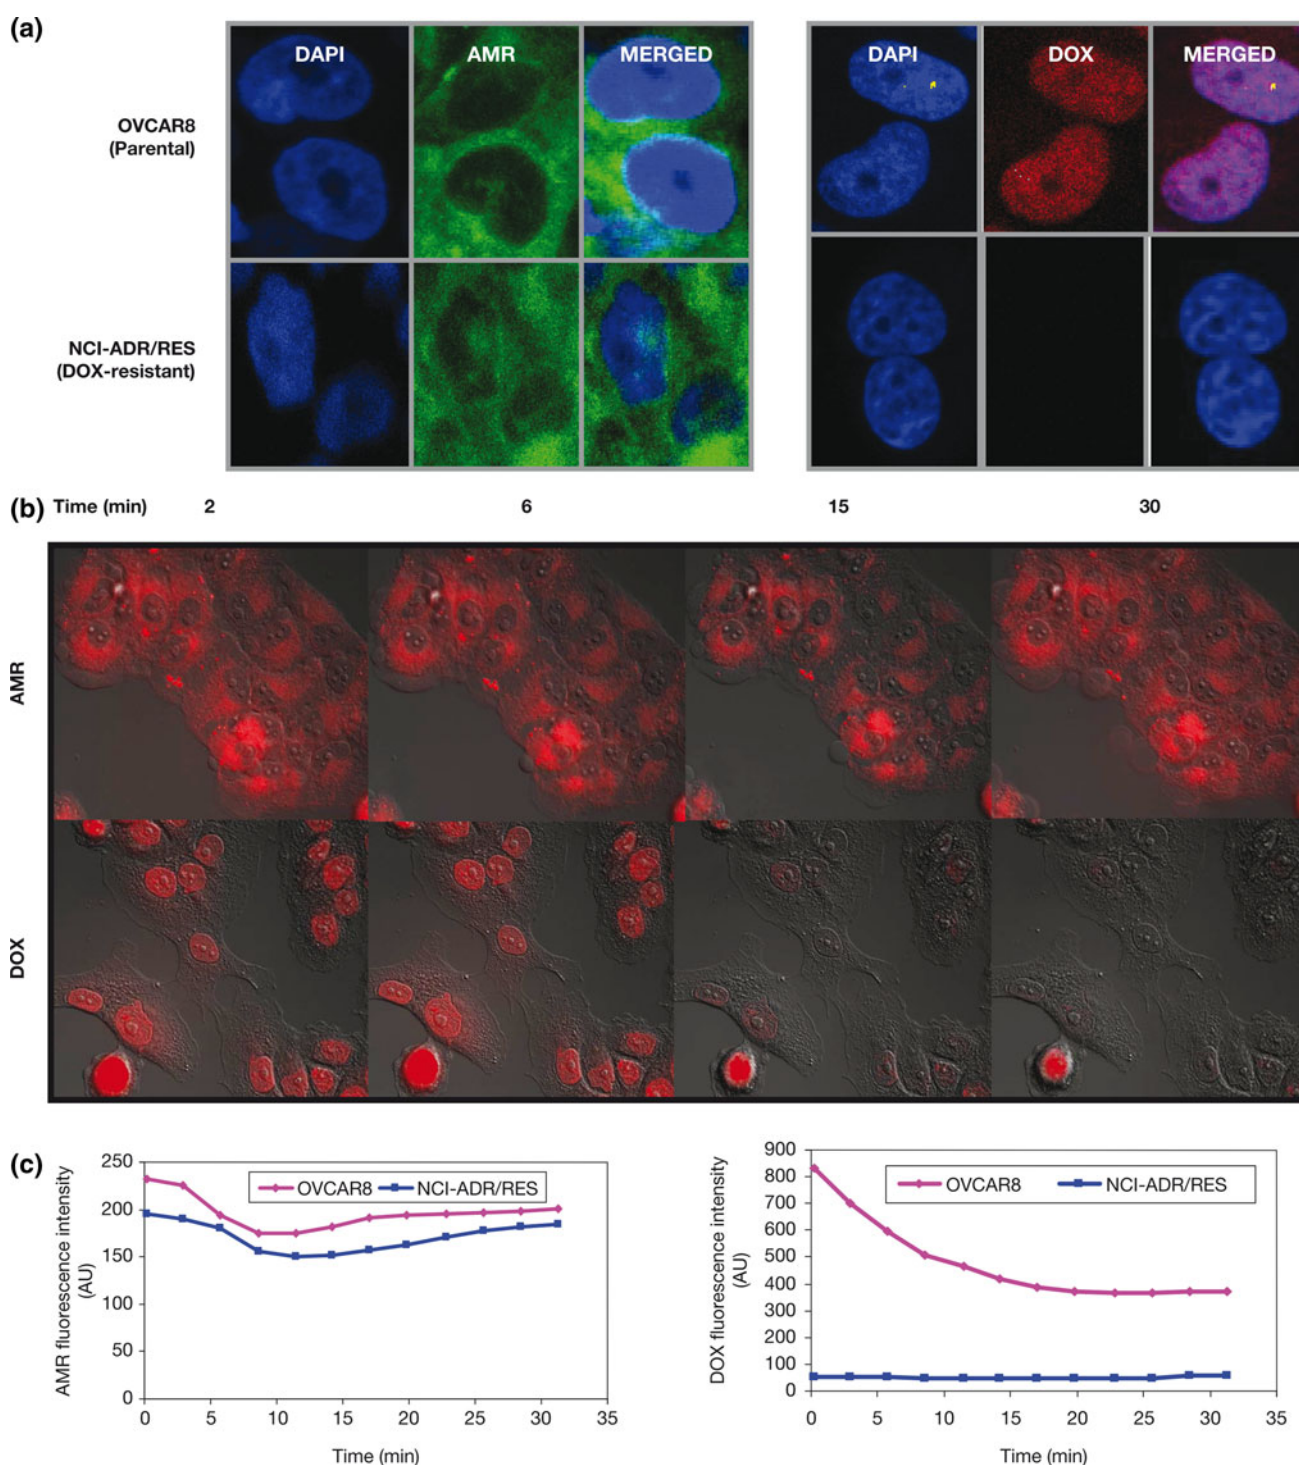 (a)
DAPI AMR MERGED
DAPI DOX MERGED
OVCAR8
(Parental)
NCI-ADR/RES
(DOX-resistant)
(b) Time (min) 2 6 15 30
AMR
DOX
(c)
AMR fluorescence intensity
(AU)
250
200
150
100
50
0
OVCAR8 NCI-ADR/RES
0 5 10 15 20 25 30 35
Time (min)
DOX fluorescence intensity
(AU)
900
800
700
600
500
400
300
200
100
0
OVCAR8 NCI-ADR/RES
0 5 10 15 20 25 30 35
Time (min)